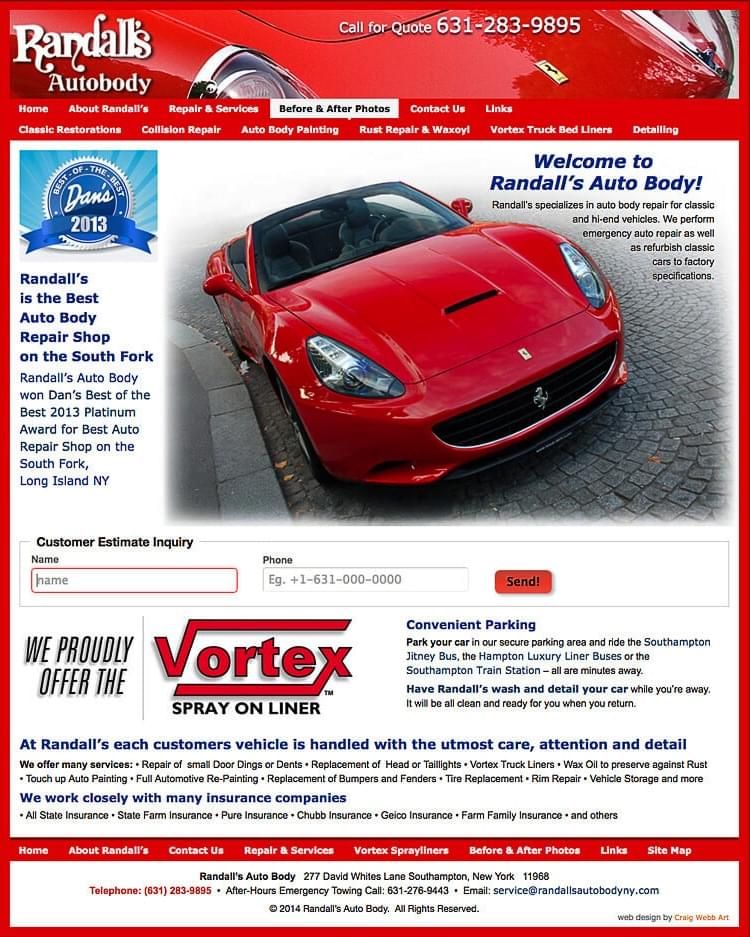 Randall's
Autobody
Call for Quote 631-283-9895
Home About Randall's Repair & Services Before & After Photos Contact Us Links
Classic Restorations Collision Repair Auto Body Painting Rust Repair & Waxoyl Vortex Truck Bed Liners Detailing
BEST-OF-THE-BEST
Dan's
2013
Randall's
is the Best
Auto Body
Repair Shop
on the South Fork
Randall's Auto Body
won Dan's Best of the
Best 2013 Platinum
Award for Best Auto
Repair Shop on the
South Fork,
Long Island NY
Welcome to
Randall's Auto Body!
Randall's specializes in auto body repair for classic
and hi-end vehicles. We perform
emergency auto repair as well
as refurbish classic
cars to factory
specifications.
Customer Estimate Inquiry
Name Phone
name Eg. +1-631-000-0000 Send!
WE PROUDLY
OFFER THE
Vortex™
SPRAY ON LINER
Convenient Parking
Park your car in our secure parking area and ride the Southampton
Jitney Bus, the Hampton Luxury Liner Buses or the
Southampton Train Station – all are minutes away.
Have Randall's wash and detail your car while you're away.
It will be all clean and ready for you when you return.
At Randall's each customers vehicle is handled with the utmost care, attention and detail
We offer many services: • Repair of small Door Dings or Dents • Replacement of Head or Taillights • Vortex Truck Liners • Wax Oil to preserve against Rust
• Touch up Auto Painting • Full Automotive Re-Painting • Replacement of Bumpers and Fenders • Tire Replacement • Rim Repair • Vehicle Storage and more
We work closely with many insurance companies
• All State Insurance • State Farm Insurance • Pure Insurance • Chubb Insurance • Geico Insurance • Farm Family Insurance • and others
Home About Randall's Contact Us Repair & Services Vortex Sprayliners Before & After Photos Links Site Map
Randall's Auto Body 277 David Whites Lane Southampton, New York 11968
Telephone: (631) 283-9895 • After-Hours Emergency Towing Call: 631-276-9443 • Email: service@randallsautobodyny.com
© 2014 Randall's Auto Body. All Rights Reserved.
web design by Craig Webb Art